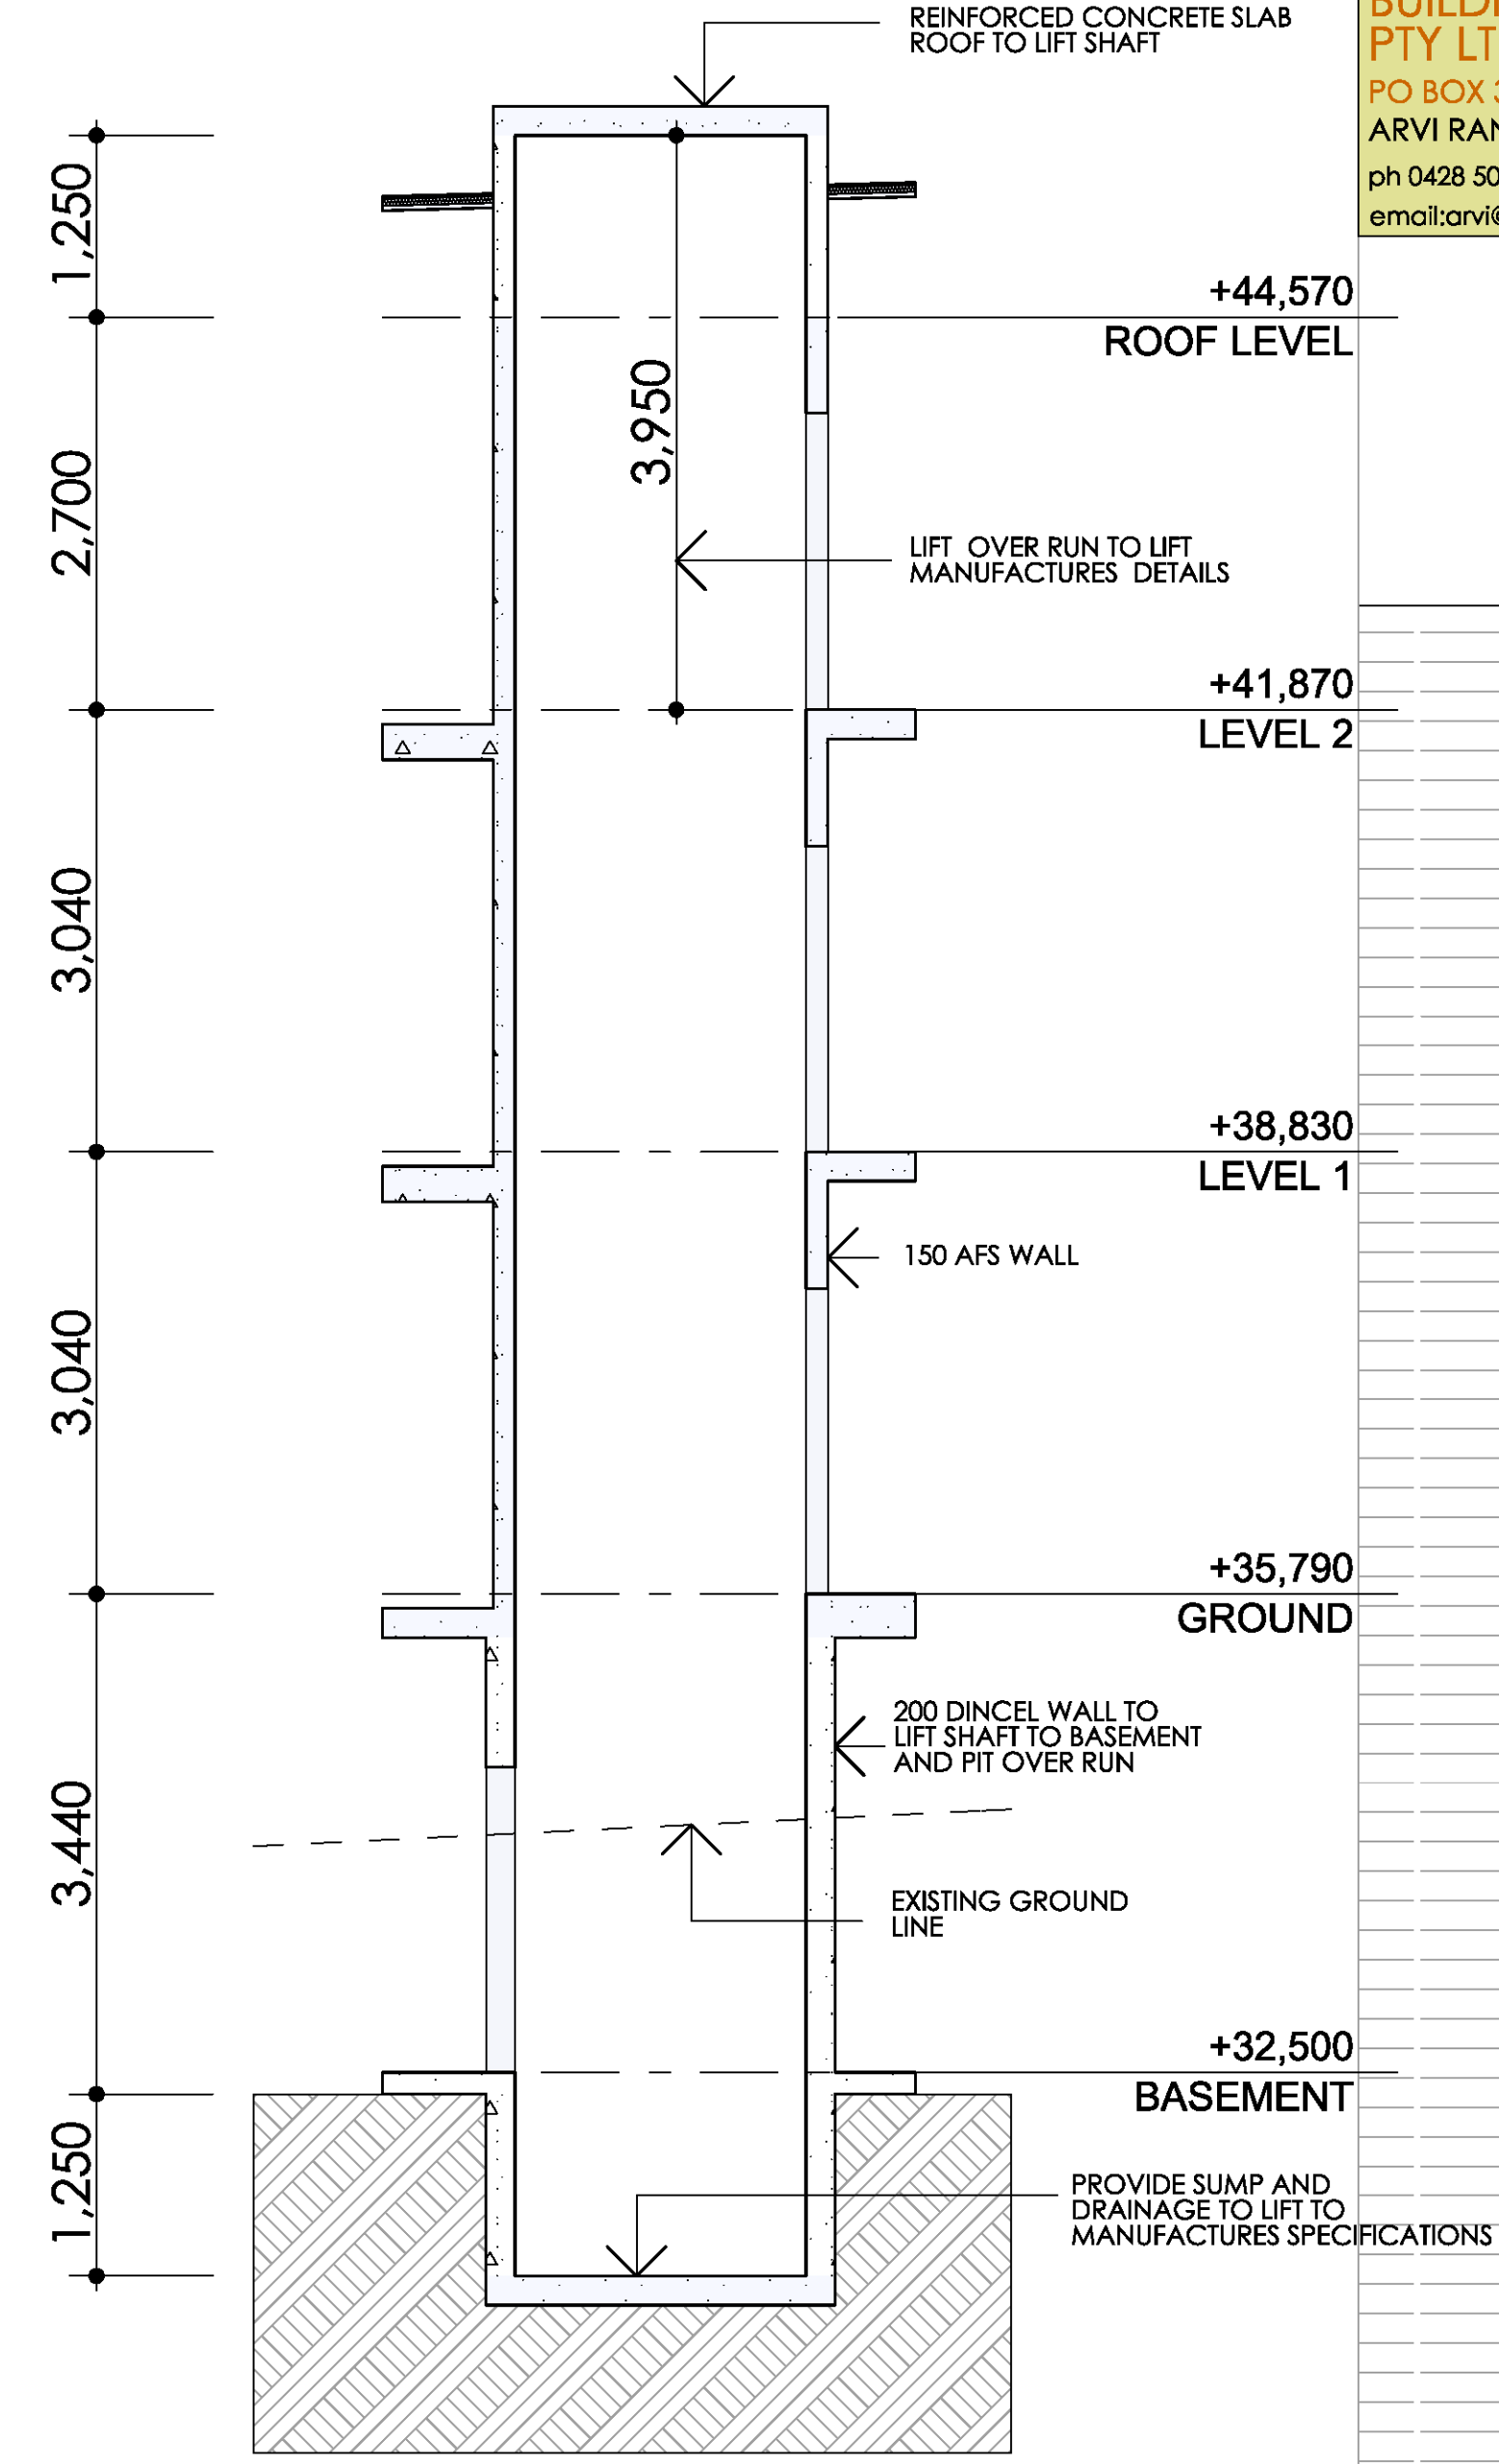 REINFORCED CONCRETE SLAB
ROOF TO LIFT SHAFT
PTY LT
PO BOX
ARVI RAN
ph 0428 50
email:arvi@
1,250
+44,570
ROOF LEVEL
3,950
2,700
LIFT OVER RUN TO LIFT
MANUFACTURES DETAILS
+41,870
LEVEL 2
3,040
+38,830
LEVEL 1
150 AFS WALL
3,040
+35,790
GROUND
200 DINCEL WALL TO
LIFT SHAFT TO BASEMENT
AND PIT OVER RUN
3,440
EXISTING GROUND
LINE
+32,500
BASEMENT
1,250
PROVIDE SUMP AND
DRAINAGE TO LIFT TO
MANUFACTURES SPECIFICATIONS